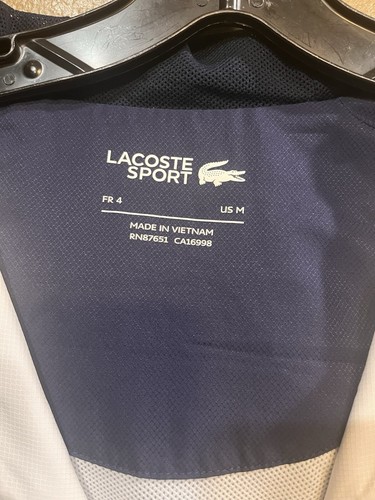 LACOSTE
SPORT
FR 4 US M
MADE IN VIETNAM
RN87651 CA16998